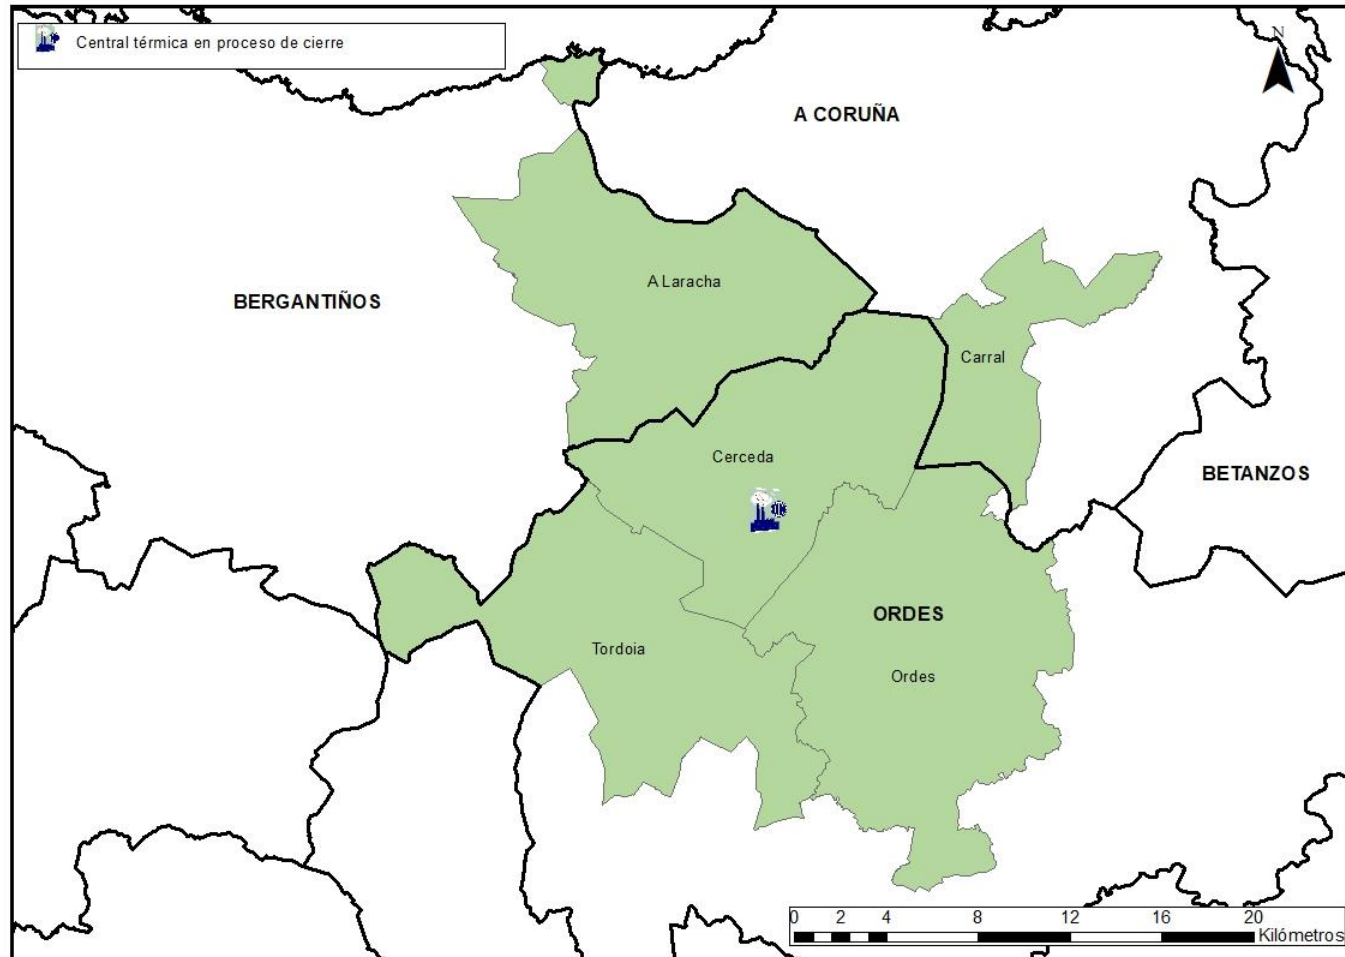 Central térmica en proceso de cierre
N
A CORUÑA
A Laracha
BERGANTIÑOS
Carral
Cerceda
BETANZOS
ORDES
Tordoia
Ordes
0 2 4 8 12 16 20
Kilómetros